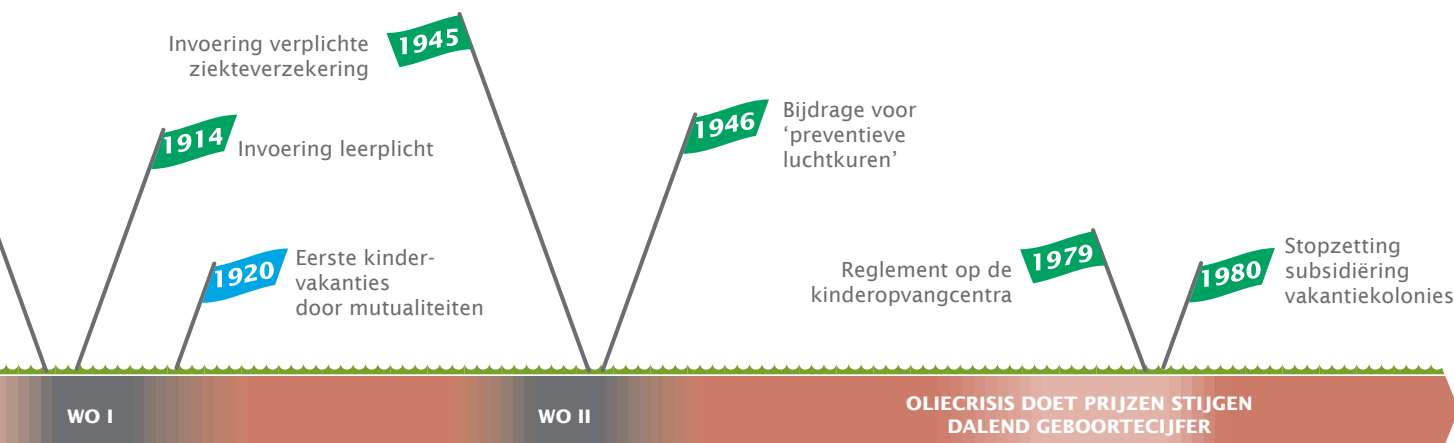 Invoering verplichte
ziekteverzekering
1945
1914
Invoering leerplicht
1920
Eerste kinder-
vakanties
door mutualiteiten
1946
Bijdrage voor
‘preventieve
luchtkuren’
Reglement op de
kinderopvangcentra
1979
1980
Stopzetting
subsidiëring
vakantiekolonies
WO I
WO II
OLIECRISIS DOET PRIJZEN STIJGEN
DALEND GEBOORTECIJFER